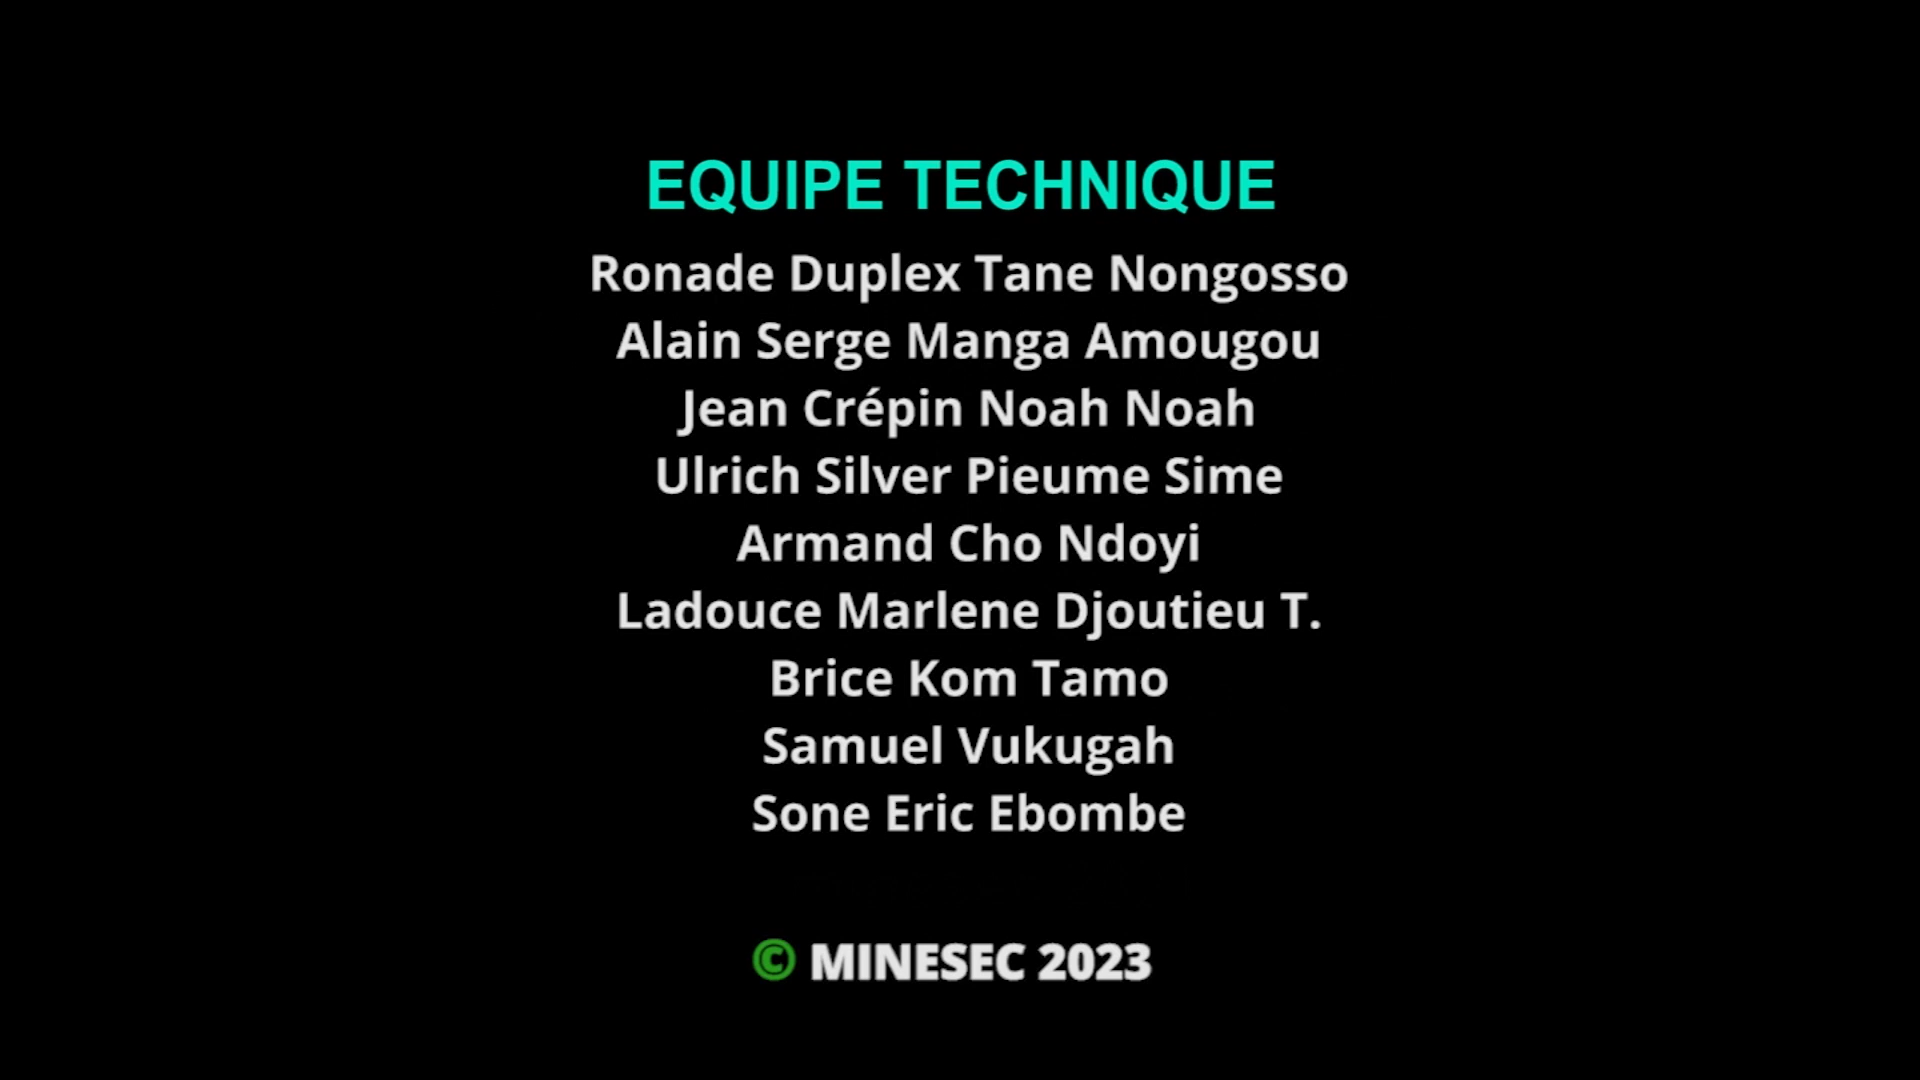 EQUIPE TECHNIQUE
Ronade Duplex Tane Nongosso
Alain Serge Manga Amougou
Jean Crépin Noah Noah
Ulrich Silver Pieume Sime
Armand Cho Ndoyi
Ladouce Marlene Djoutieu T.
Brice Kom Tamo
Samuel Vukugah
Sone Eric Ebombe
© MINESEC 2023